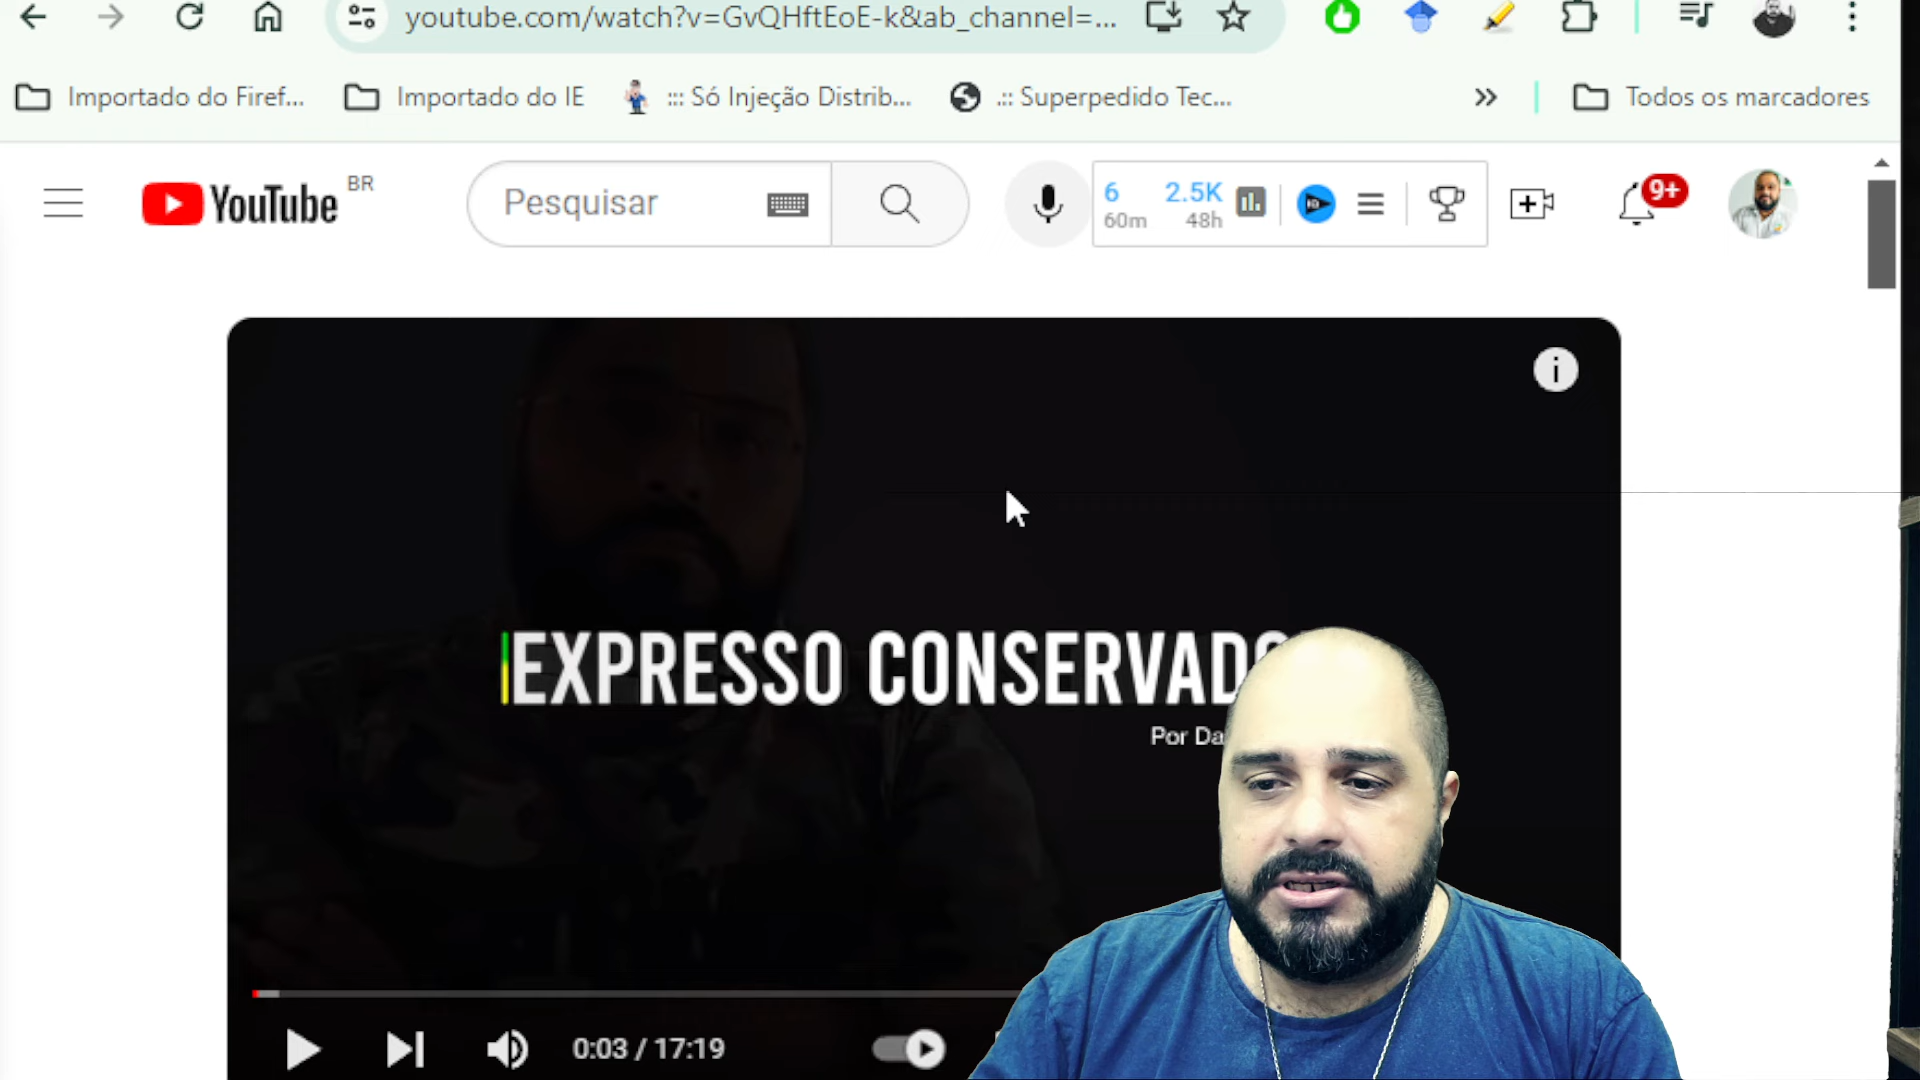 youtube.com/watch?v=GvQHftEoE-k&ab_channel=...
Importado do Firef... Importado do IE ::: Só Injeção Distrib... .:: Superpedido Tec... » Todos os marcadores
YouTube BR Pesquisar 6 2.5K 9+
60m 48h
EXPRESSO CONSERVADO
Por Da
0:03 / 17:19